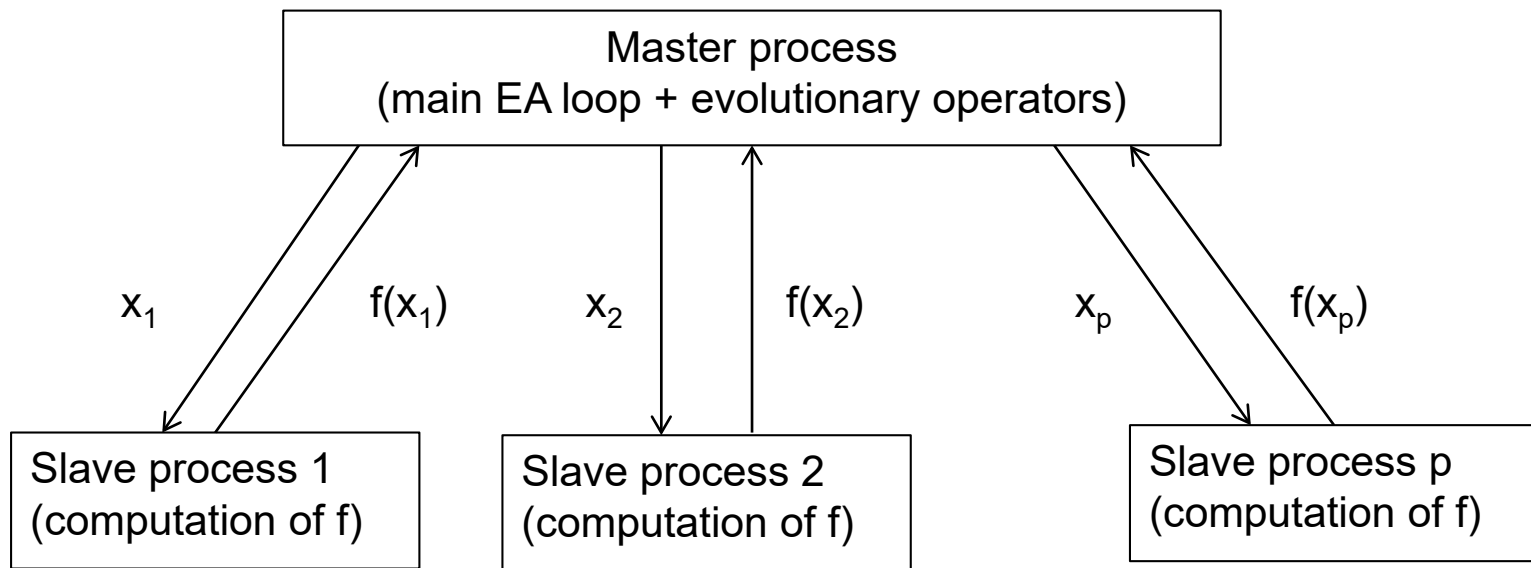 Master process
(main EA loop + evolutionary operators)
x₁
f(x₁)
x₂
f(x₂)
xₚ
f(xₚ)
Slave process 1
(computation of f)
Slave process 2
(computation of f)
Slave process p
(computation of f)